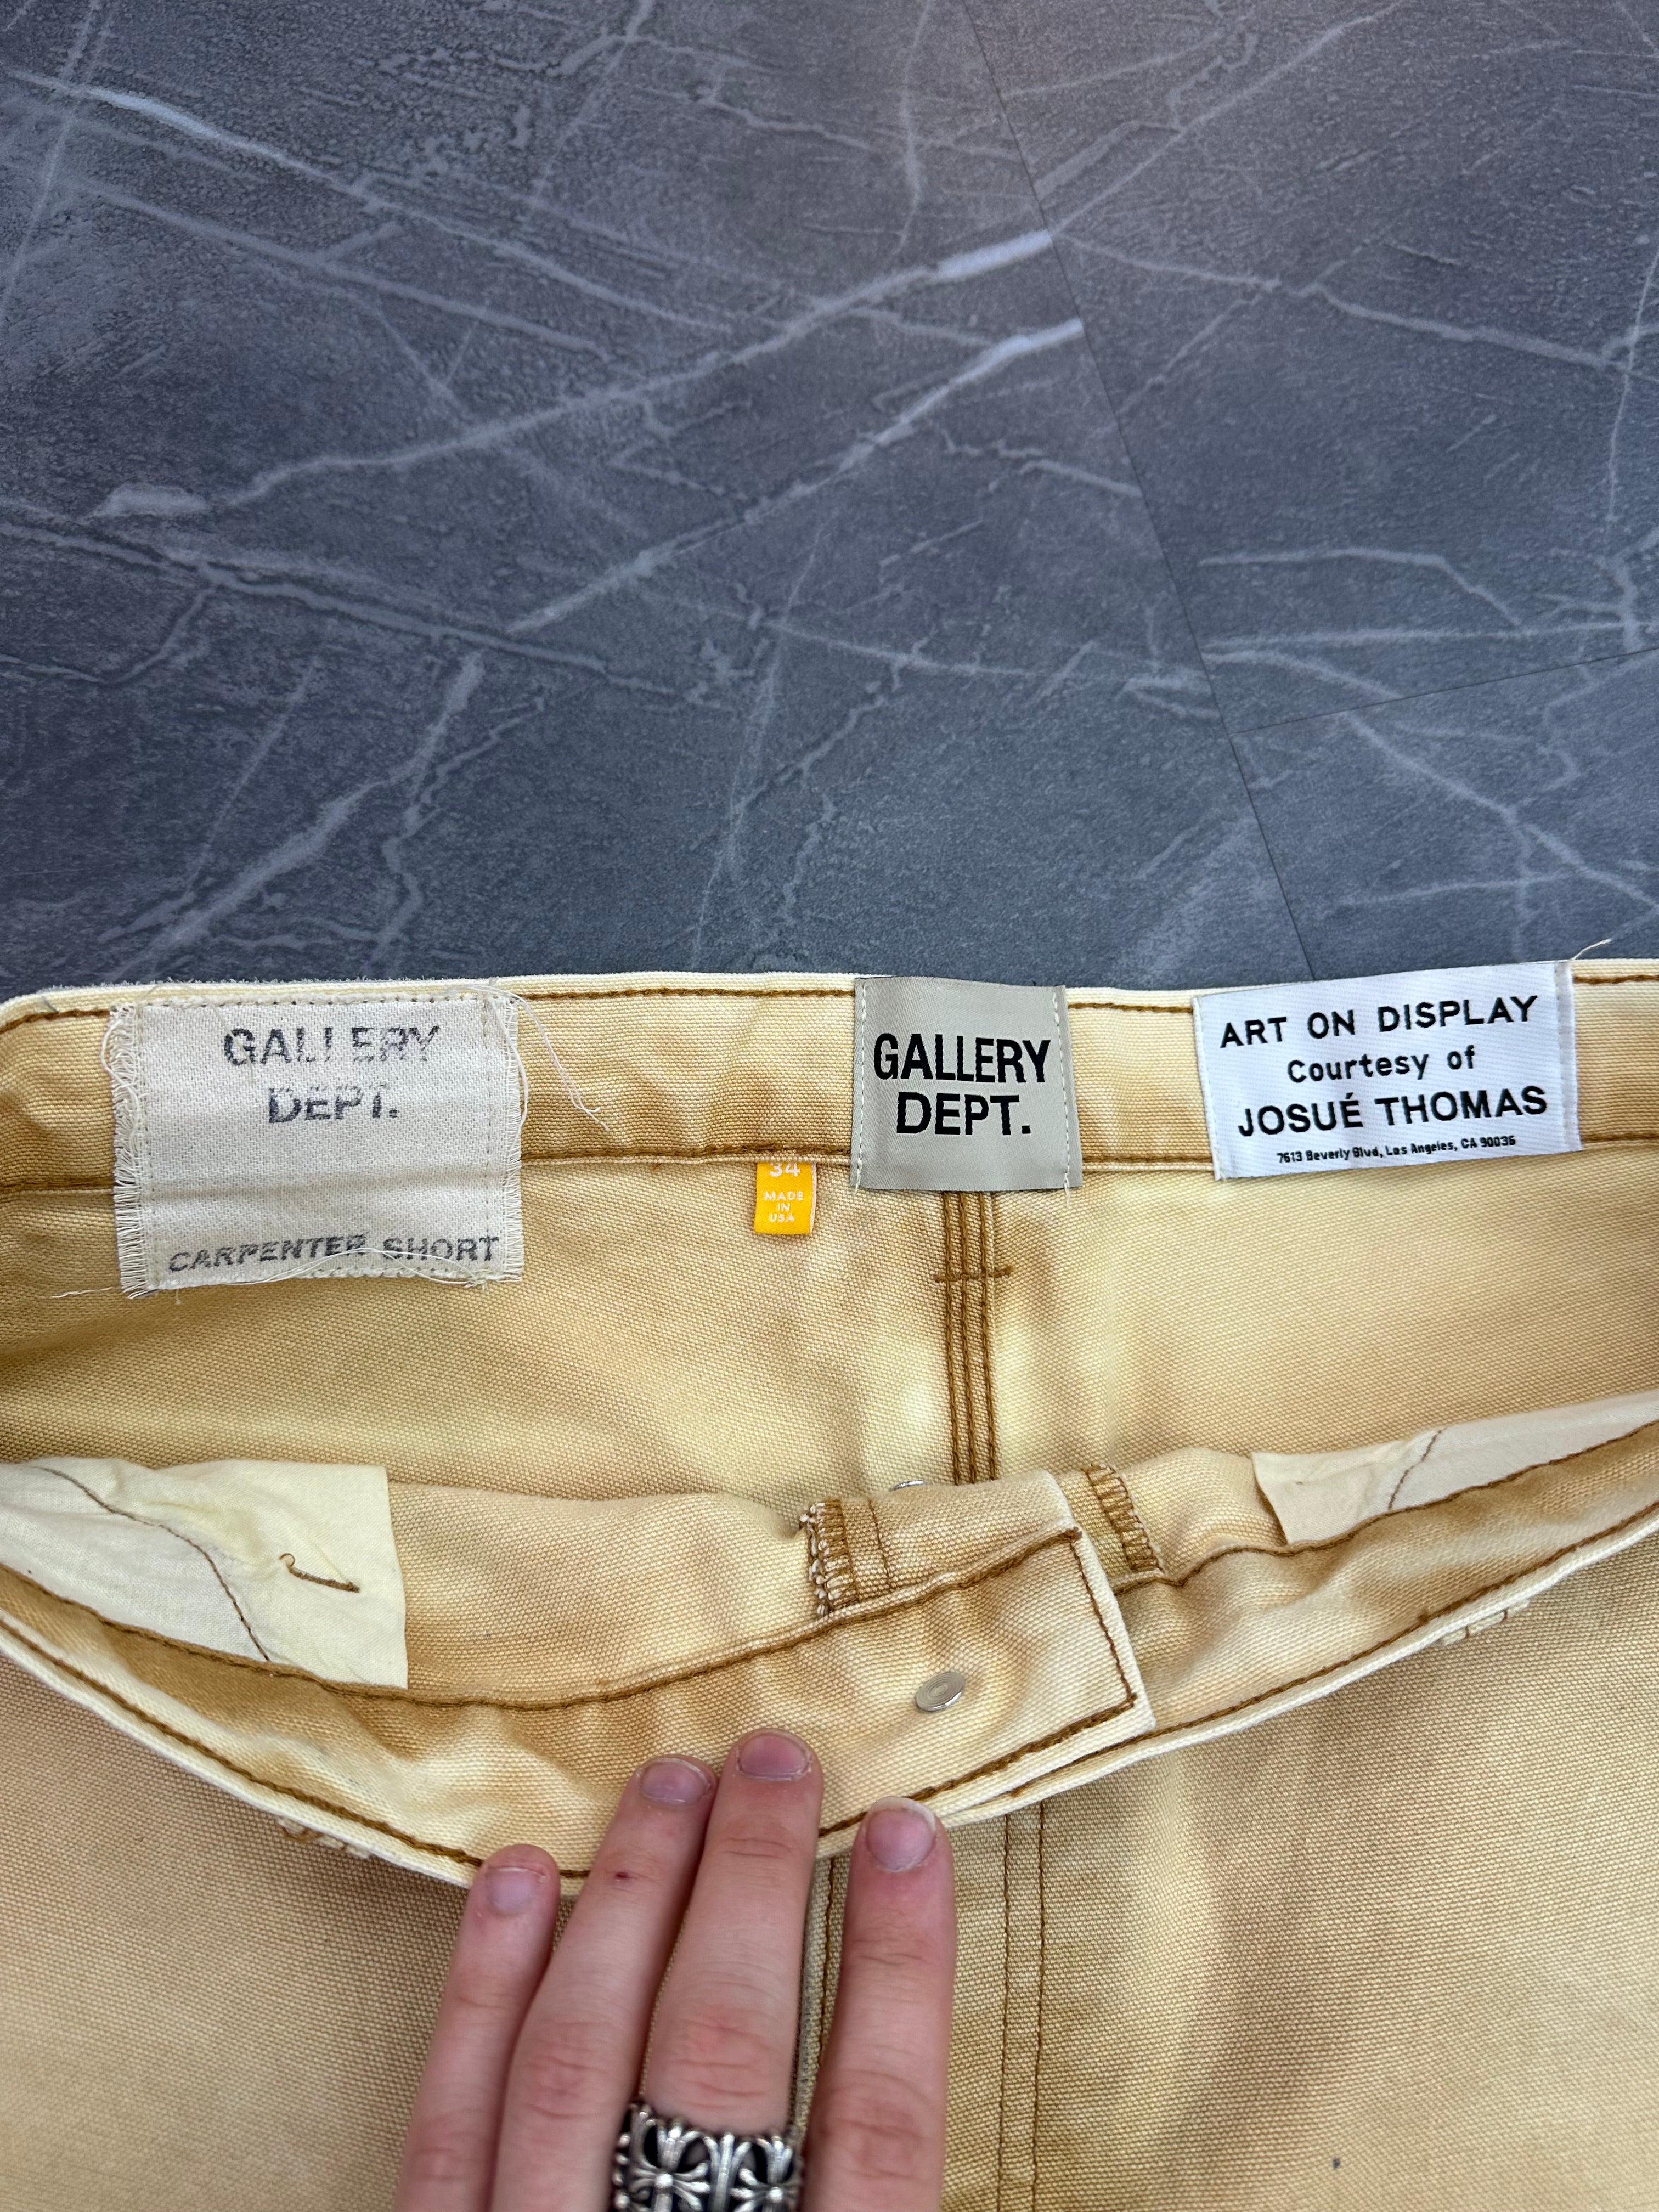 GALLERY
DEPT.
CARPENTER SHORT
34
MADE
IN
USA
GALLERY
DEPT.
ART ON DISPLAY
Courtesy of
JOSUÉ THOMAS
7613 Beverly Blvd, Los Angeles, CA 90036